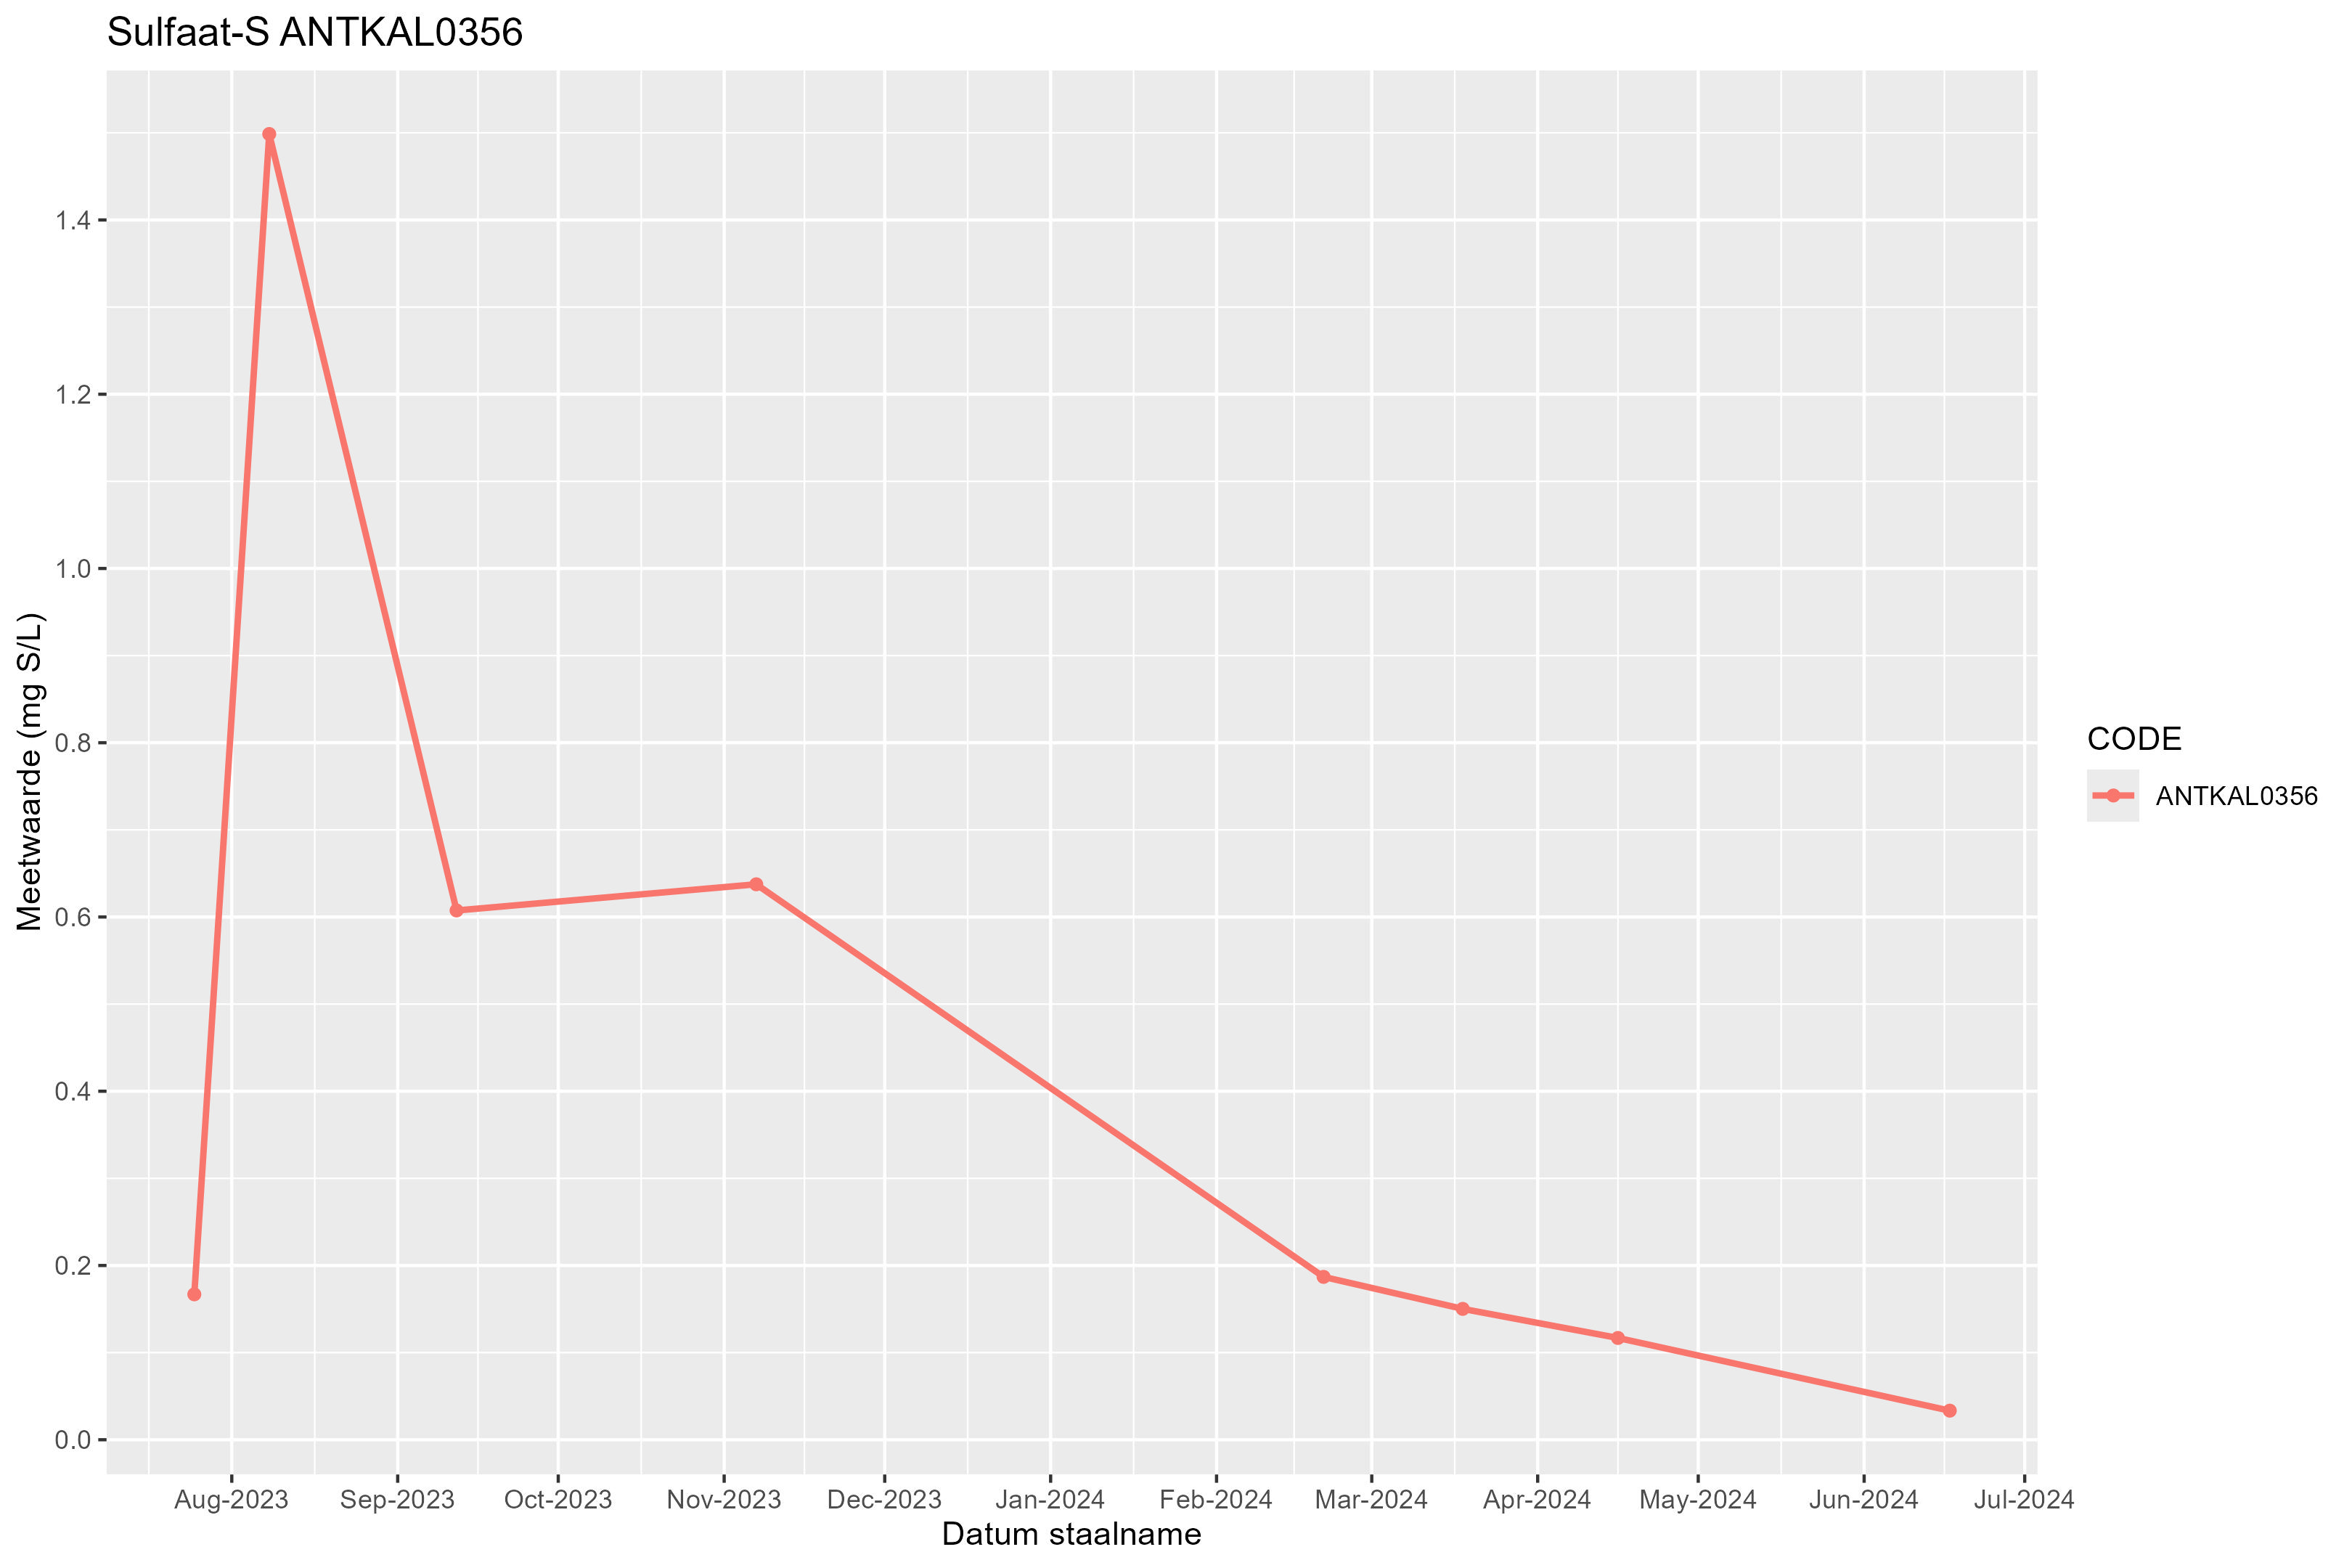 Sulfaat-S ANTKAL0356
Meetwaarde (mg S/L)
1.4
1.2
1.0
0.8
0.6
0.4
0.2
0.0
Aug-2023 Sep-2023 Oct-2023 Nov-2023 Dec-2023 Jan-2024 Feb-2024 Mar-2024 Apr-2024 May-2024 Jun-2024 Jul-2024
Datum staalname
CODE
ANTKAL0356